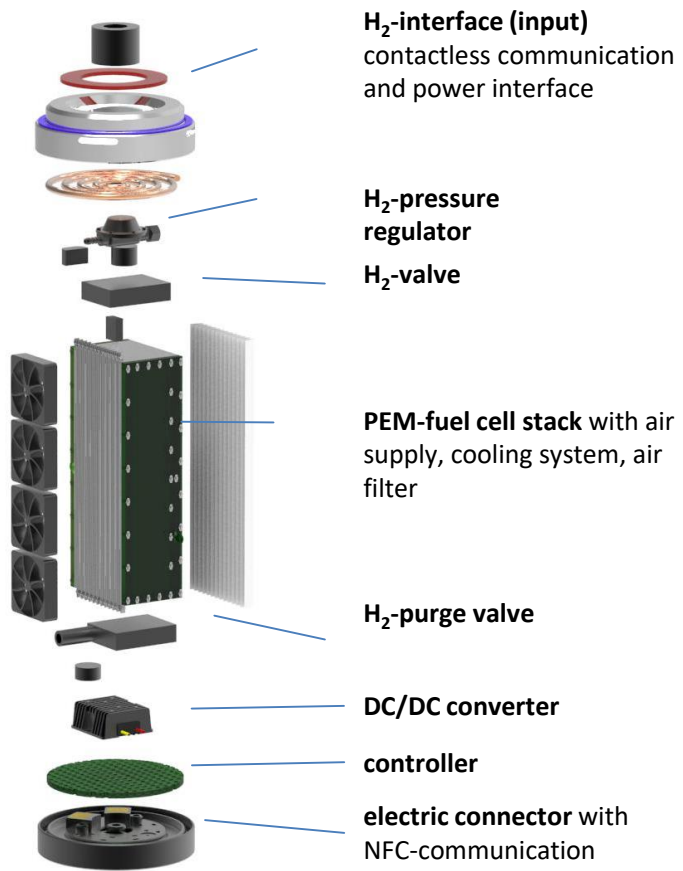 H₂-interface (input)
contactless communication
and power interface
H₂-pressure
regulator
H₂-valve
PEM-fuel cell stack with air
supply, cooling system, air
filter
H₂-purge valve
DC/DC converter
controller
electric connector with
NFC-communication